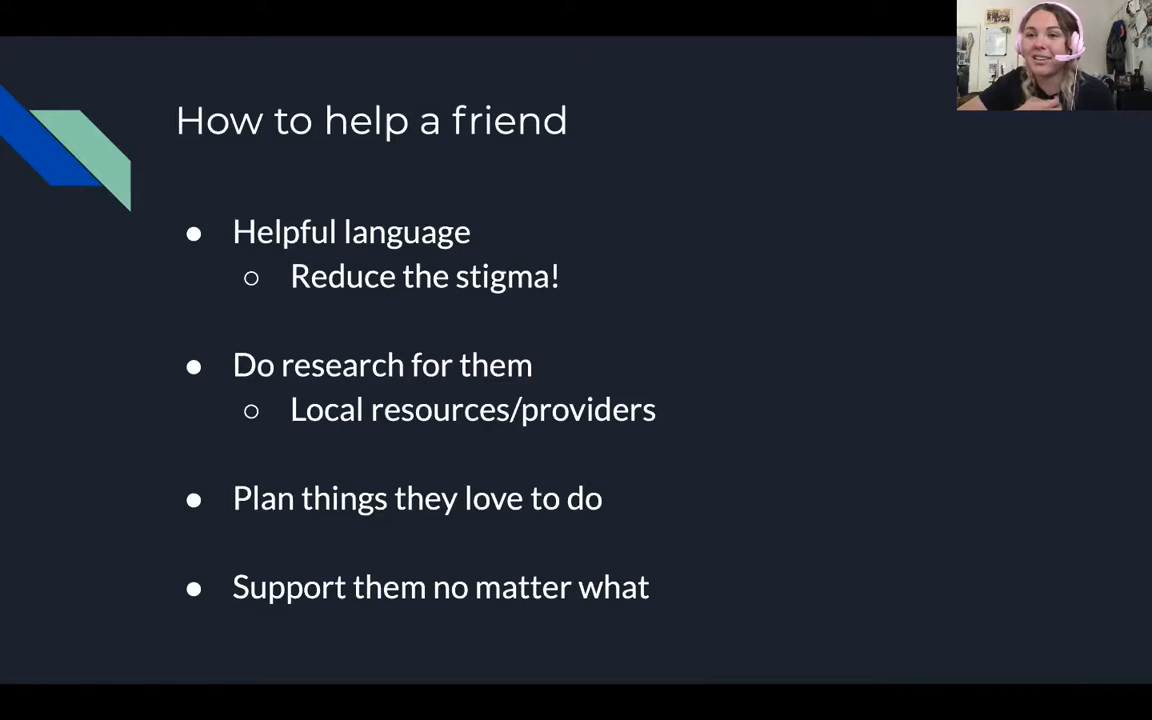 How to help a friend
● Helpful language
○ Reduce the stigma!
● Do research for them
○ Local resources/providers
● Plan things they love to do
● Support them no matter what